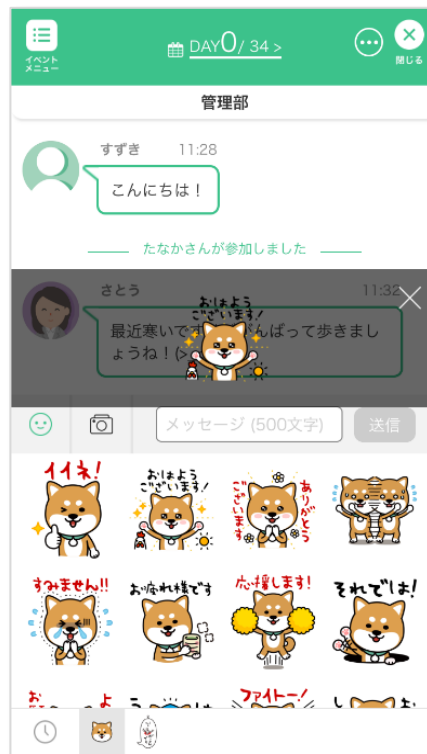 イベント
メニュー
DAY0/ 34 >
閉じる
管理部
すずき 11:28
こんにちは！
たなかさんが参加しました
さとう 11:32
おはよう
ございます!
最近寒いです
んばって歩きまし
ょうね！(>
メッセージ (500文字)
送信
イイネ!
おはよう
ございます!
ありがとう
ございます
すみません!!
お疲れ様です
応援します!
それでは!
ファイトー!